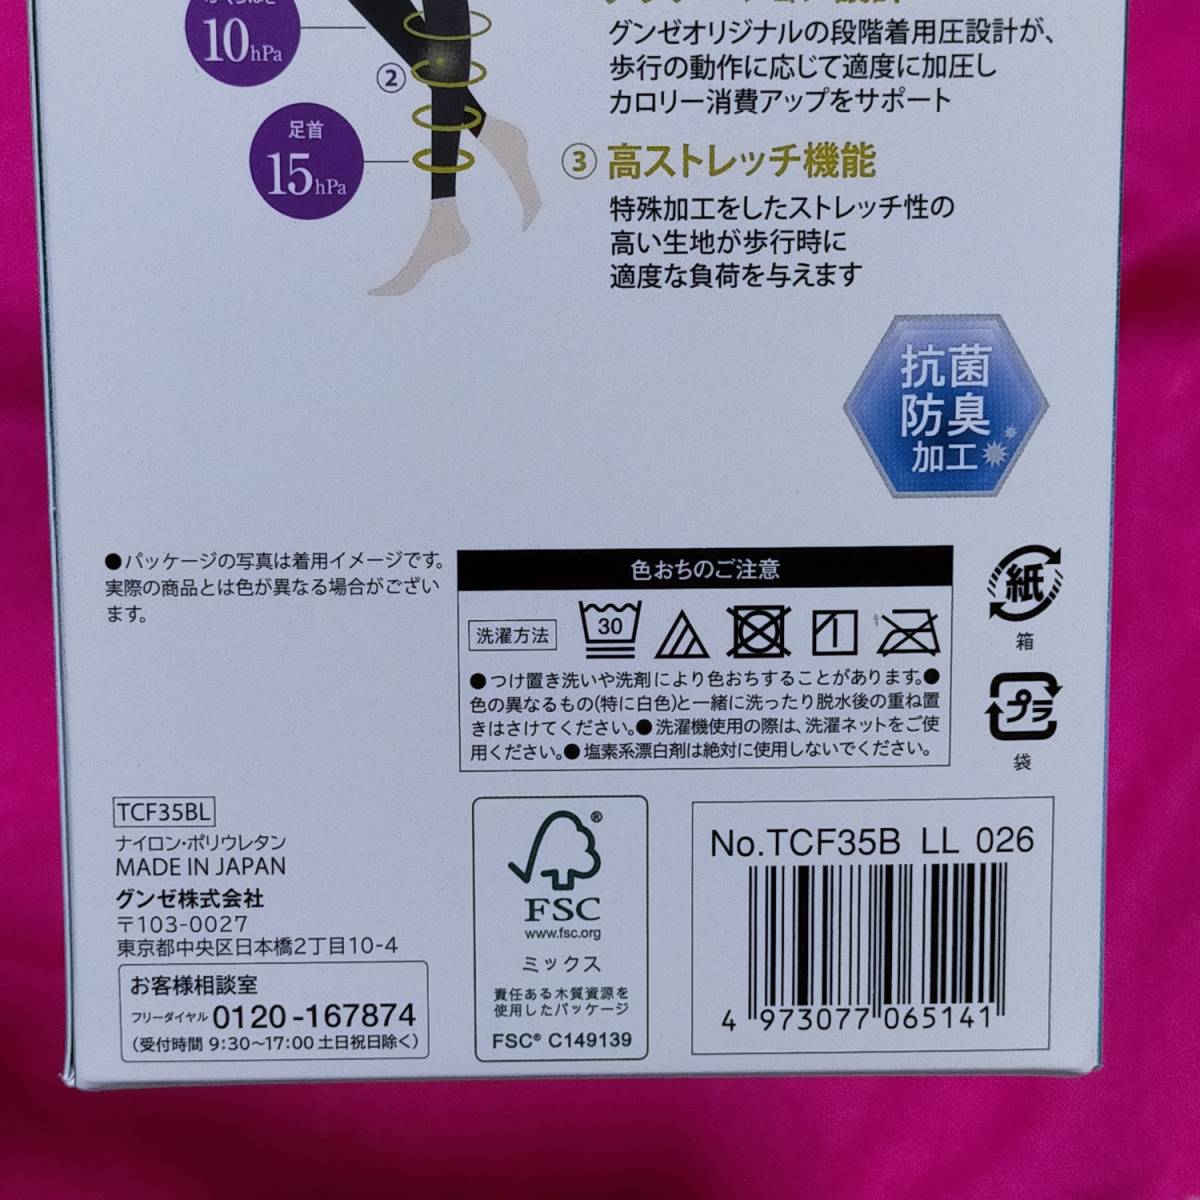 10hPa
足首
15hPa
②
グンゼオリジナルの段階着用圧設計が、
歩行の動作に応じて適度に加圧し
カロリー消費アップをサポート
③ 高ストレッチ機能
特殊加工をしたストレッチ性の
高い生地が歩行時に
適度な負荷を与えます
抗菌
防臭
加工
●パッケージの写真は着用イメージです。
実際の商品とは色が異なる場合がござい
ます。
色おちのご注意
洗濯方法
30
●つけ置き洗いや洗剤により色おちすることがあります。●
色の異なるもの(特に白色)と一緒に洗ったり脱水後の重ね置
きはさけてください。●洗濯機使用の際は、洗濯ネットをご使
用ください。●塩素系漂白剤は絶対に使用しないでください。
紙
箱
プラ
袋
TCF35BL
ナイロン・ポリウレタン
MADE IN JAPAN
グンゼ株式会社
〒103-0027
東京都中央区日本橋2丁目10-4
お客様相談室
フリーダイヤル 0120-167874
(受付時間 9:30～17:00 土日祝日除く)
®
FSC
www.fsc.org
ミックス
責任ある木質資源を
使用したパッケージ
FSC® C149139
No.TCF35B LL 026
4 973077 065141